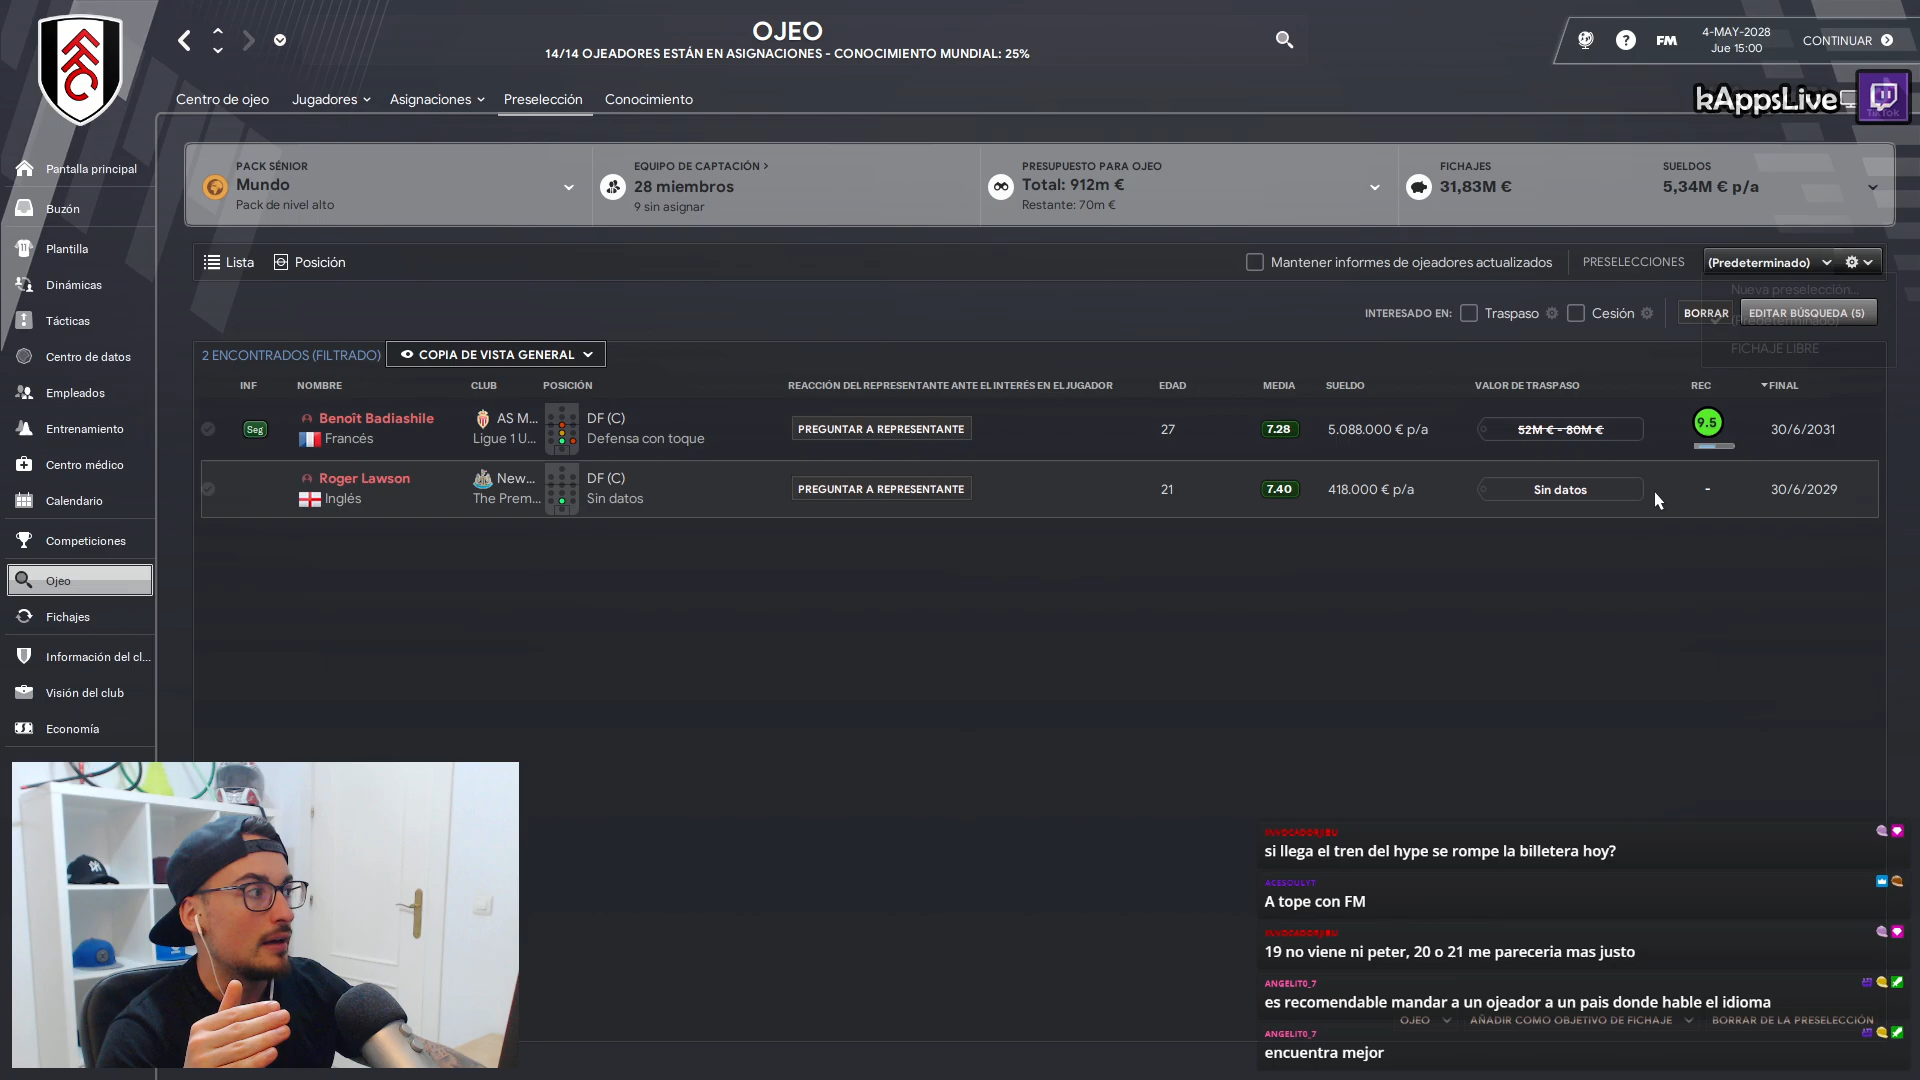 OJEO
14/14 OJEADORES ESTÁN EN ASIGNACIONES - CONOCIMIENTO MUNDIAL: 25%
FM
4-MAY-2028
Jue 15:00
CONTINUAR
Centro de ojeo
Jugadores
Asignaciones
Preselección
Conocimiento
kAppsLive
PACK SÉNIOR
Mundo
Pack de nivel alto
EQUIPO DE CAPTACIÓN >
28 miembros
9 sin asignar
PRESUPUESTO PARA OJEO
Total: 912m €
Restante: 70m €
FICHAJES
31,83M €
SUELDOS
5,34M € p/a
Pantalla principal
Buzón
Plantilla
Dinámicas
Tácticas
Centro de datos
Empleados
Entrenamiento
Centro médico
Calendario
Competiciones
Ojeo
Fichajes
Información del cl...
Visión del club
Economía
Lista
Posición
Mantener informes de ojeadores actualizados
PRESELECCIONES
(Predeterminado)
Nueva preselección...
(Predeterminado)
FICHAJE LIBRE
INTERESADO EN:
Traspaso
Cesión
BORRAR
EDITAR BÚSQUEDA (5)
2 ENCONTRADOS (FILTRADO)
COPIA DE VISTA GENERAL
INF NOMBRE CLUB POSICIÓN REACCIÓN DEL REPRESENTANTE ANTE EL INTERÉS EN EL JUGADOR EDAD MEDIA SUELDO VALOR DE TRASPASO REC FINAL
Seg
Benoît Badiashile
Francés
AS M...
Ligue 1 U...
DF (C)
Defensa con toque
PREGUNTAR A REPRESENTANTE
27
7.28
5.088.000 € p/a
52M € - 80M €
9.5
30/6/2031
Roger Lawson
Inglés
New...
The Prem...
DF (C)
Sin datos
PREGUNTAR A REPRESENTANTE
21
7.40
418.000 € p/a
Sin datos
-
30/6/2029
si llega el tren del hype se rompe la billetera hoy?
ACESOULYT
A tope con FM
19 no viene ni peter, 20 o 21 me pareceria mas justo
ANGELIT0_7
es recomendable mandar a un ojeador a un pais donde hable el idioma
OJEO
AÑADIR COMO OBJETIVO DE FICHAJE
BORRAR DE LA PRESELECCIÓN
ANGELIT0_7
encuentra mejor